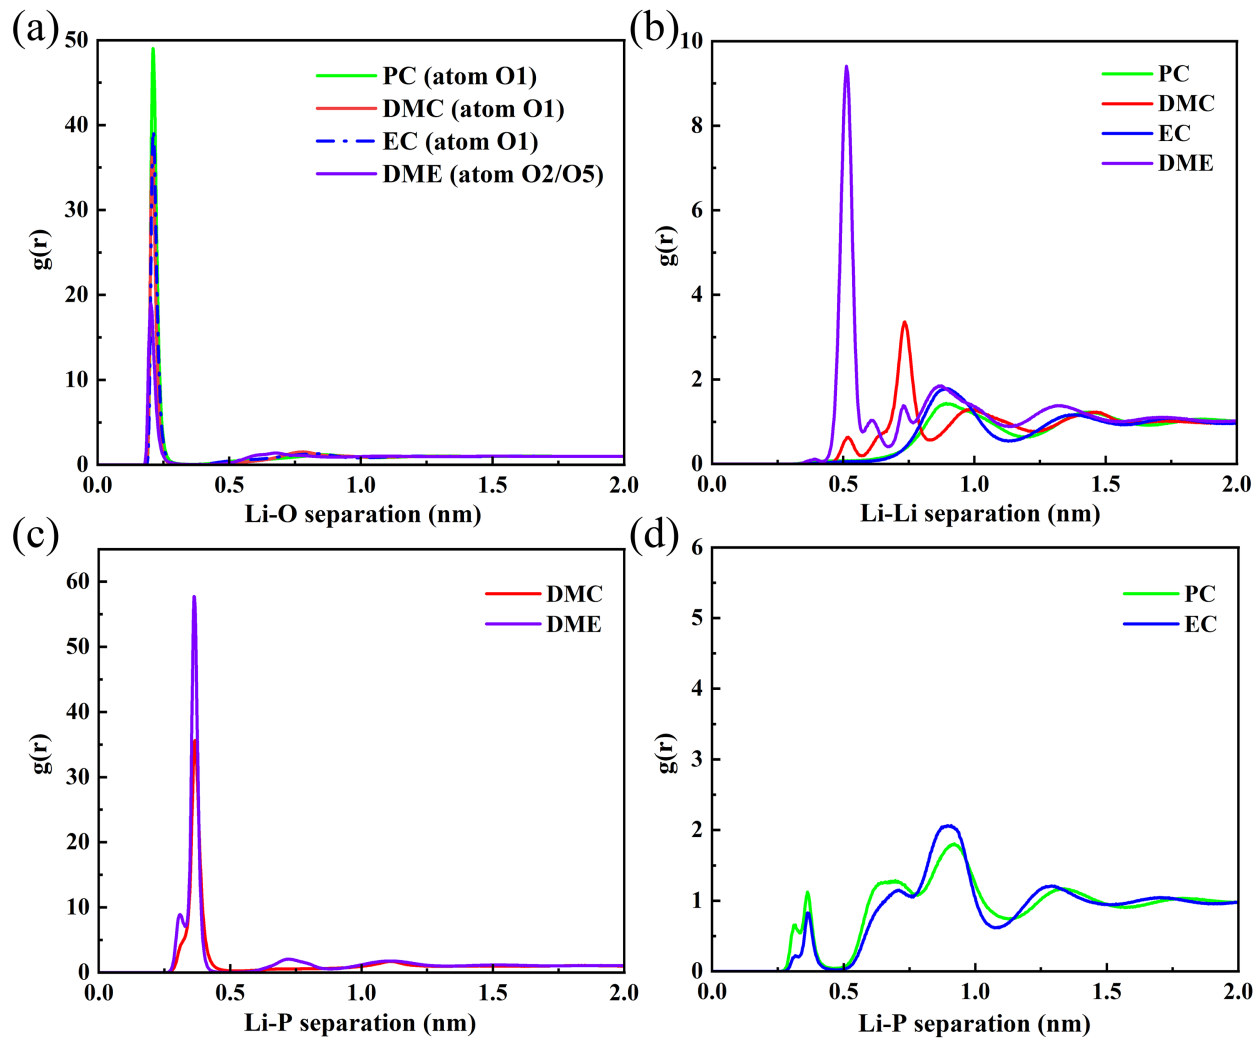 (a)
50
40
30
20
10
0
g(r)
PC (atom O1)
DMC (atom O1)
EC (atom O1)
DME (atom O2/O5)
0.0 0.5 1.0 1.5 2.0
Li-O separation (nm)
(b)
10
8
6
4
2
0
g(r)
PC
DMC
EC
DME
0.0 0.5 1.0 1.5 2.0
Li-Li separation (nm)
(c)
60
50
40
30
20
10
0
g(r)
DMC
DME
0.0 0.5 1.0 1.5 2.0
Li-P separation (nm)
(d)
6
5
4
3
2
1
0
g(r)
PC
EC
0.0 0.5 1.0 1.5 2.0
Li-P separation (nm)